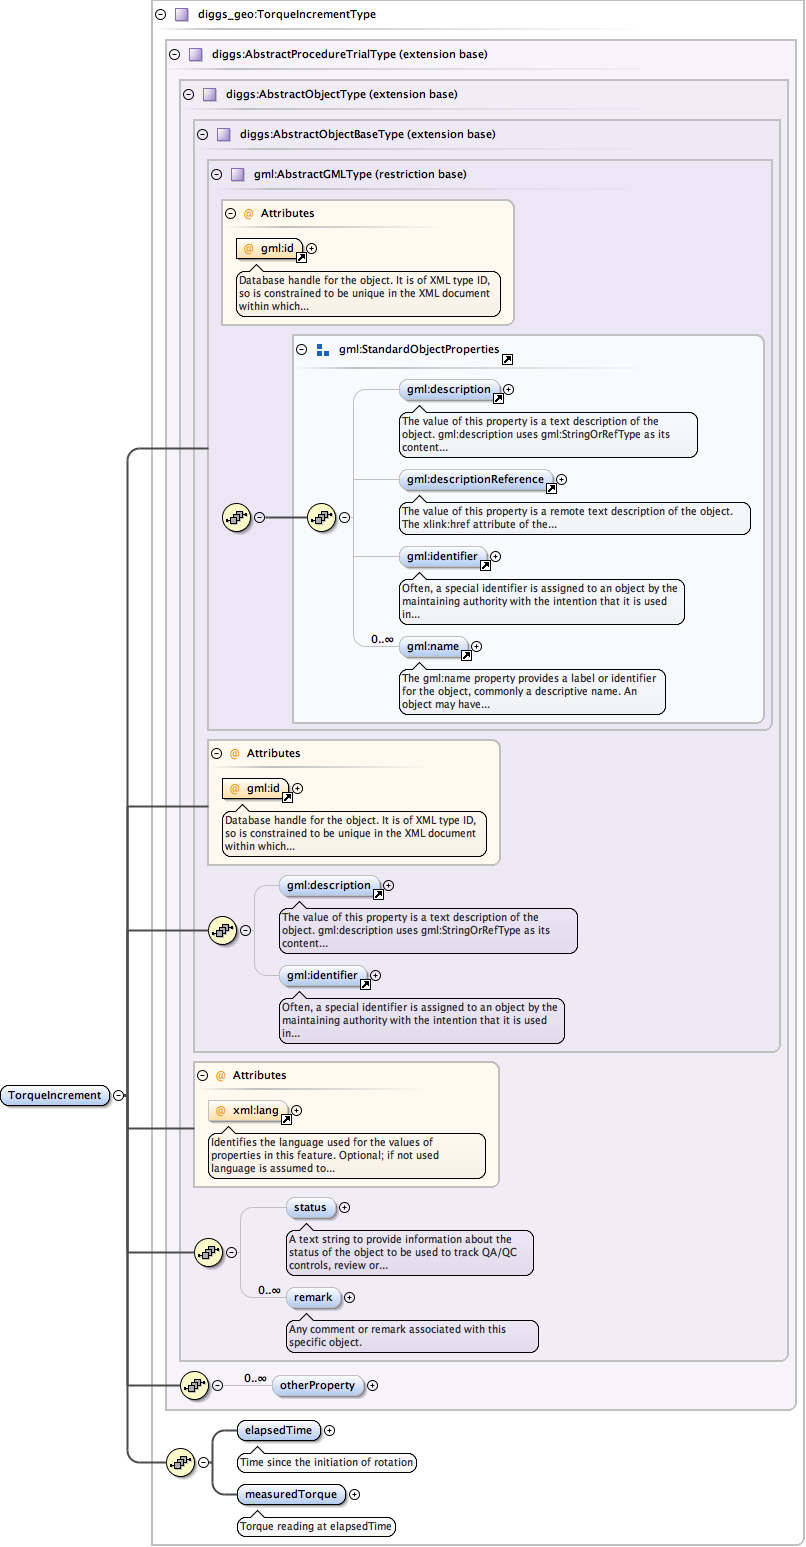 diggs_geo:TorqueIncrementType
diggs:AbstractProcedureTrialType (extension base)
diggs:AbstractObjectType (extension base)
diggs:AbstractObjectBaseType (extension base)
gml:AbstractGMLType (restriction base)
@ Attributes
@ gml:id
Database handle for the object. It is of XML type ID,
so is constrained to be unique in the XML document
within which...
gml:StandardObjectProperties
gml:description
The value of this property is a text description of the
object. gml:description uses gml:StringOrRefType as its
content...
gml:descriptionReference
The value of this property is a remote text description of the object.
The xlink:href attribute of the...
gml:identifier
Often, a special identifier is assigned to an object by the
maintaining authority with the intention that it is used
in...
0..∞
gml:name
The gml:name property provides a label or identifier
for the object, commonly a descriptive name. An
object may have...
@ Attributes
@ gml:id
Database handle for the object. It is of XML type ID,
so is constrained to be unique in the XML document
within which...
gml:description
The value of this property is a text description of the
object. gml:description uses gml:StringOrRefType as its
content...
gml:identifier
Often, a special identifier is assigned to an object by the
maintaining authority with the intention that it is used
in...
@ Attributes
TorqueIncrement
@ xml:lang
Identifies the language used for the values of
properties in this feature. Optional; if not used
language is assumed to...
status
A text string to provide information about the
status of the object to be used to track QA/QC
controls, review or...
0..∞
remark
Any comment or remark associated with this
specific object.
0..∞
otherProperty
elapsedTime
Time since the initiation of rotation
measuredTorque
Torque reading at elapsedTime